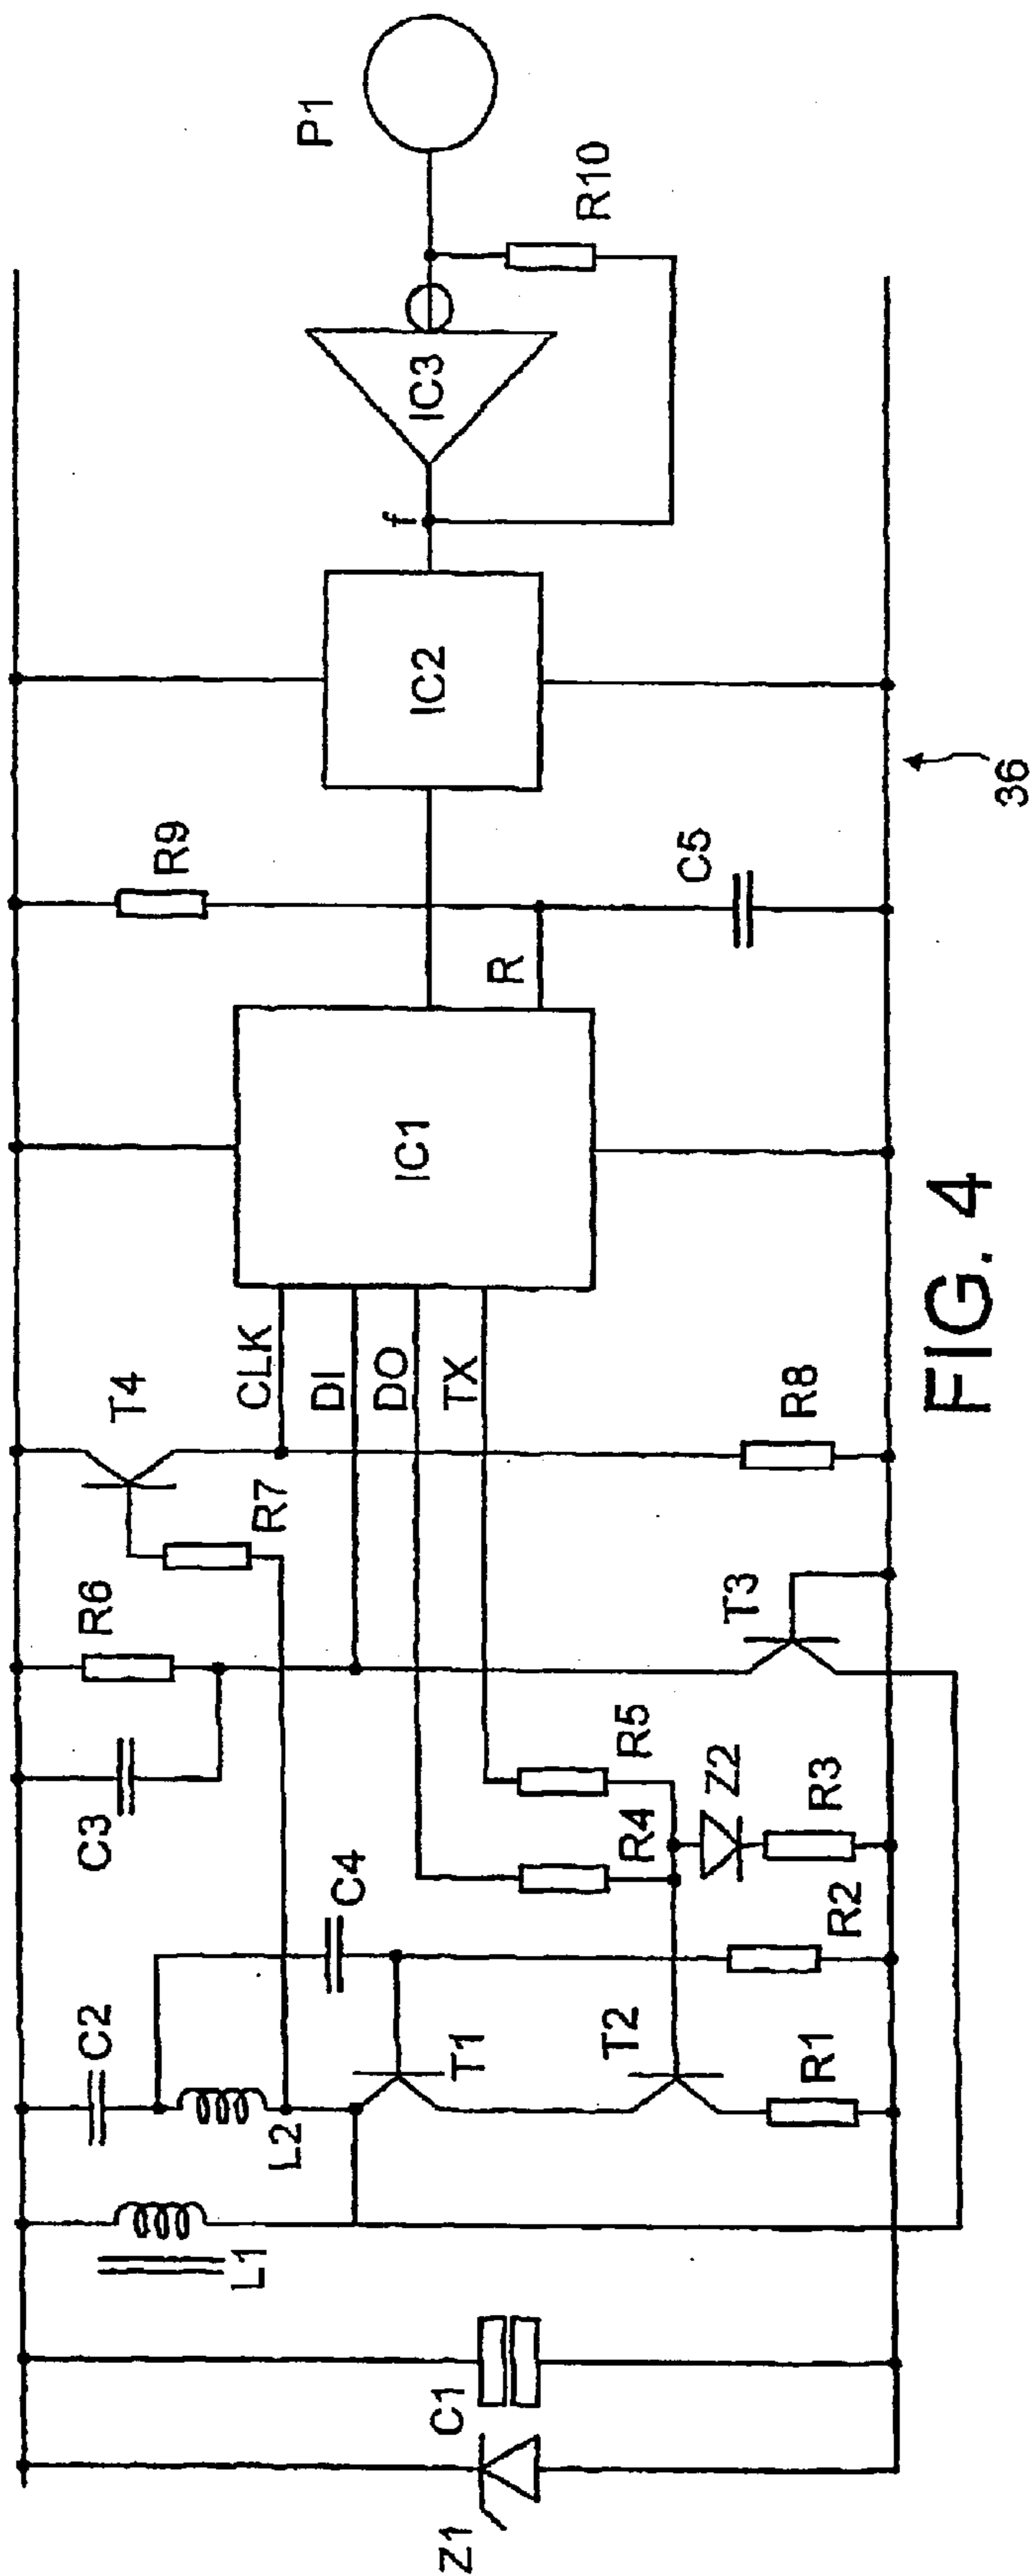 Z1
C1
L1
C2
L2
T1
T2
R1
C4
R2
C3
R4
Z2
R3
R5
R6
T3
R7
T4
R8
CLK
DI
DO
TX
IC1
R
R9
C5
IC2
f
IC3
R10
P1
36
FIG. 4